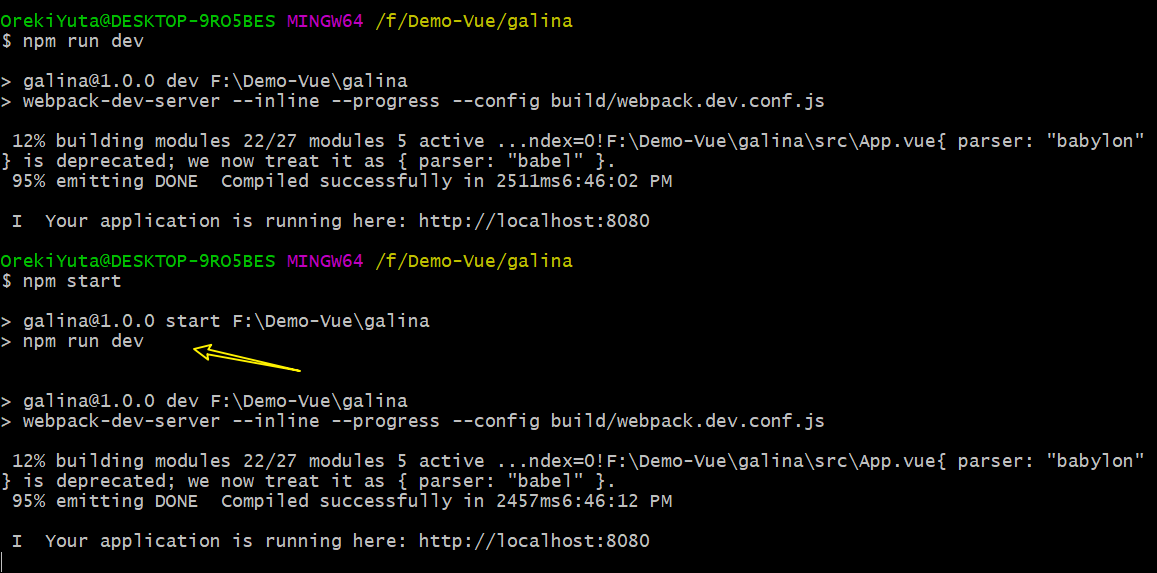 OrekiYuta@DESKTOP-9RO5BES MINGW64 /f/Demo-Vue/galina
$ npm run dev
> galina@1.0.0 dev F:\Demo-Vue\galina
> webpack-dev-server --inline --progress --config build/webpack.dev.conf.js
12% building modules 22/27 modules 5 active ...ndex=0!F:\Demo-Vue\galina\src\App.vue{ parser: "babylon"
} is deprecated; we now treat it as { parser: "babel" }.
95% emitting DONE  Compiled successfully in 2511ms6:46:02 PM
I  Your application is running here: http://localhost:8080
OrekiYuta@DESKTOP-9RO5BES MINGW64 /f/Demo-Vue/galina
$ npm start
> galina@1.0.0 start F:\Demo-Vue\galina
> npm run dev
> galina@1.0.0 dev F:\Demo-Vue\galina
> webpack-dev-server --inline --progress --config build/webpack.dev.conf.js
12% building modules 22/27 modules 5 active ...ndex=0!F:\Demo-Vue\galina\src\App.vue{ parser: "babylon"
} is deprecated; we now treat it as { parser: "babel" }.
95% emitting DONE  Compiled successfully in 2457ms6:46:12 PM
I  Your application is running here: http://localhost:8080